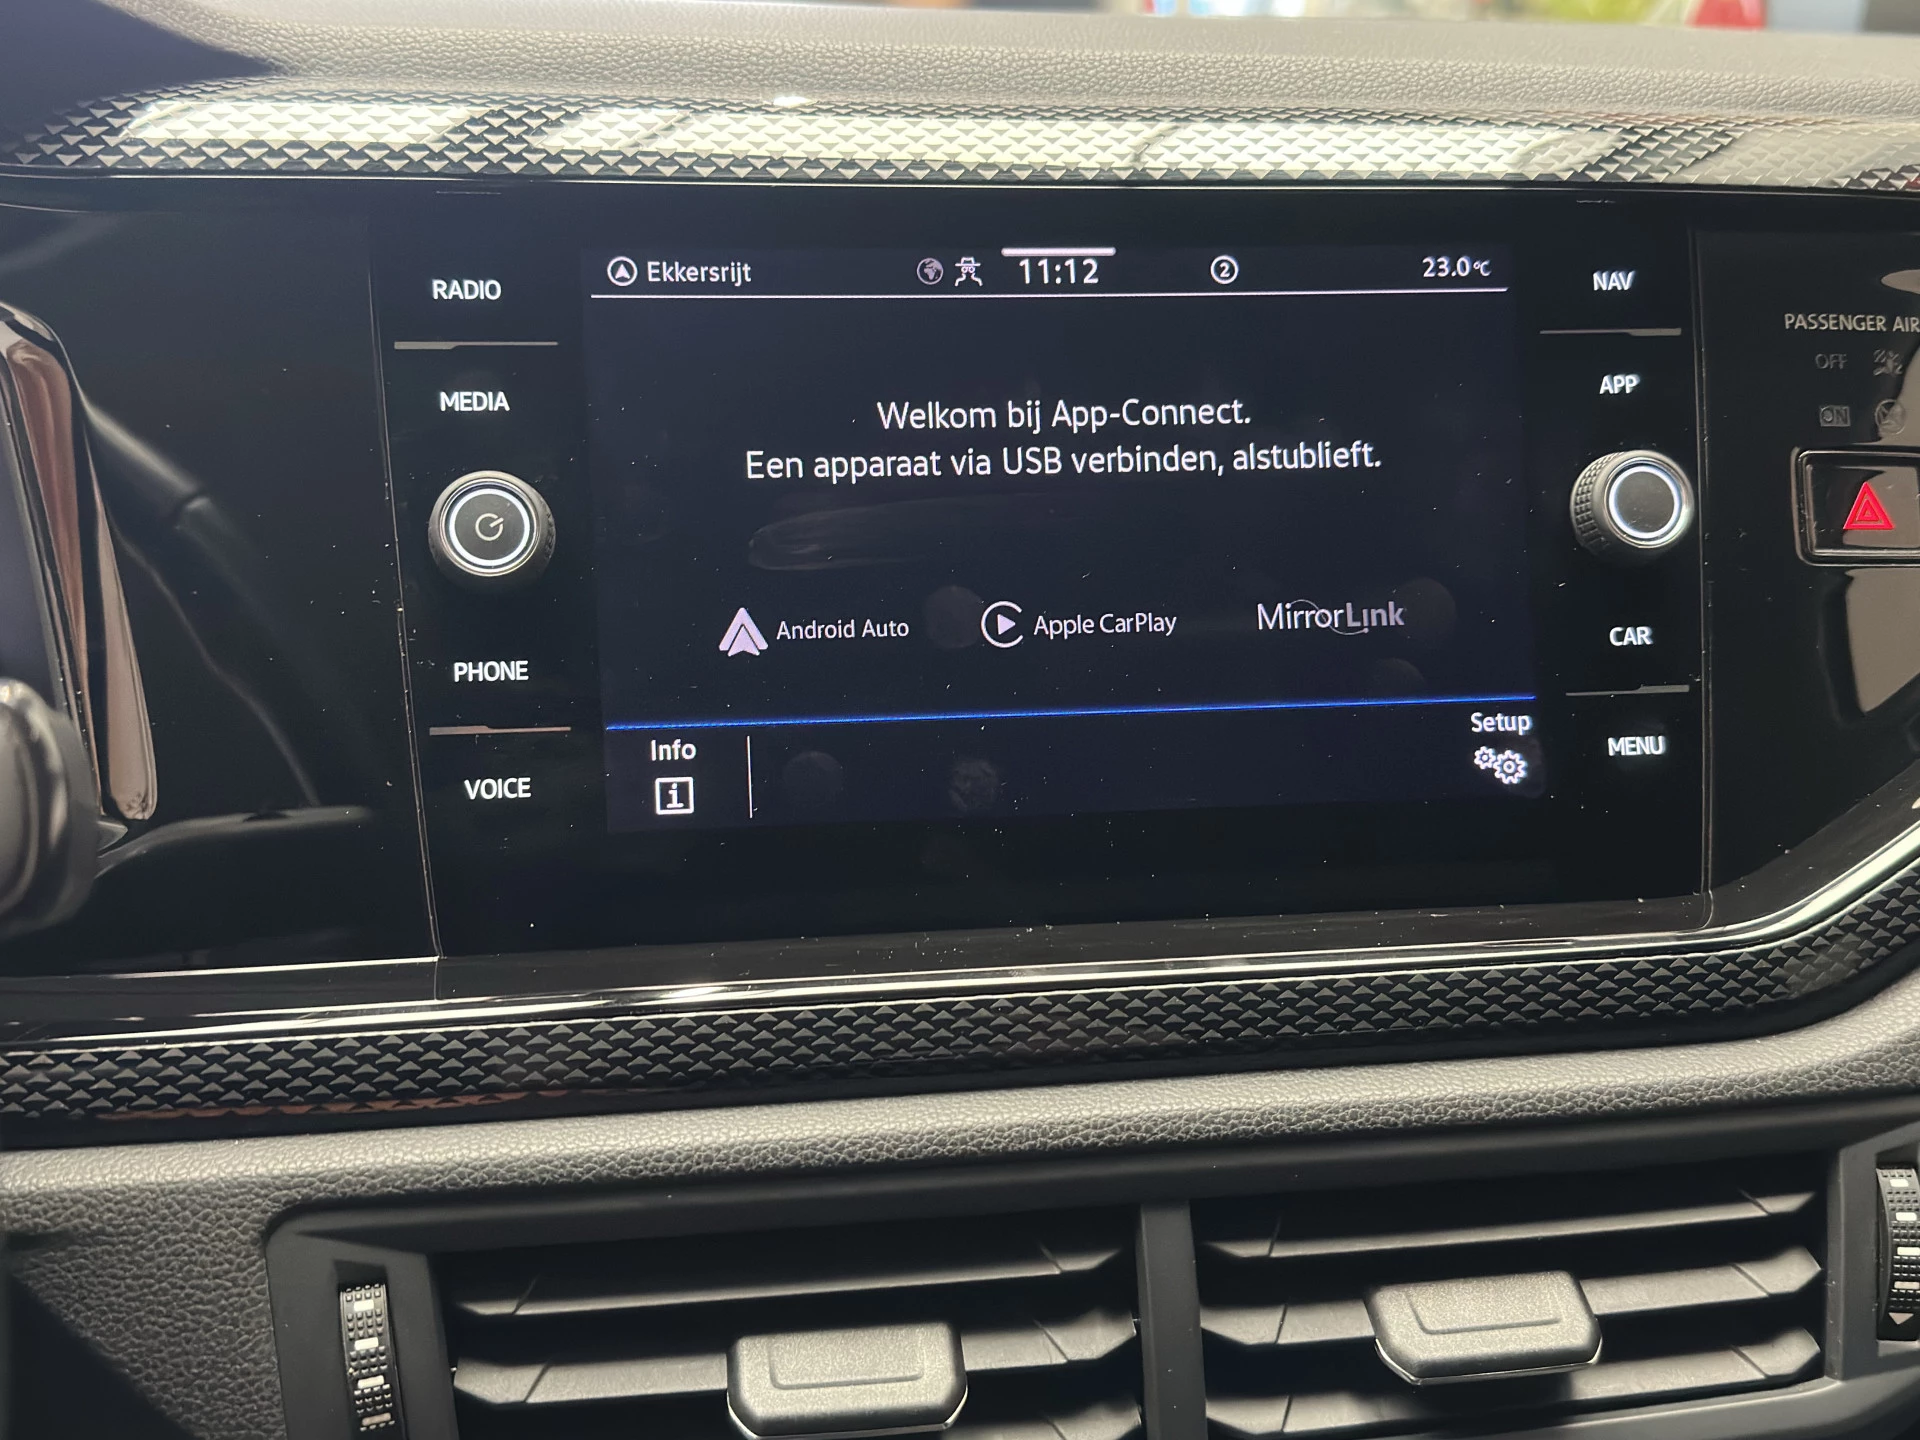 RADIO
MEDIA
PHONE
VOICE
Ekkersrijt
11:12
2
23.0°C
Welkom bij App-Connect.
Een apparaat via USB verbinden, alstublieft.
Android Auto
Apple CarPlay
MirrorLink
Info
i
Setup
NAV
APP
CAR
MENU
PASSENGER AIR
OFF
ON